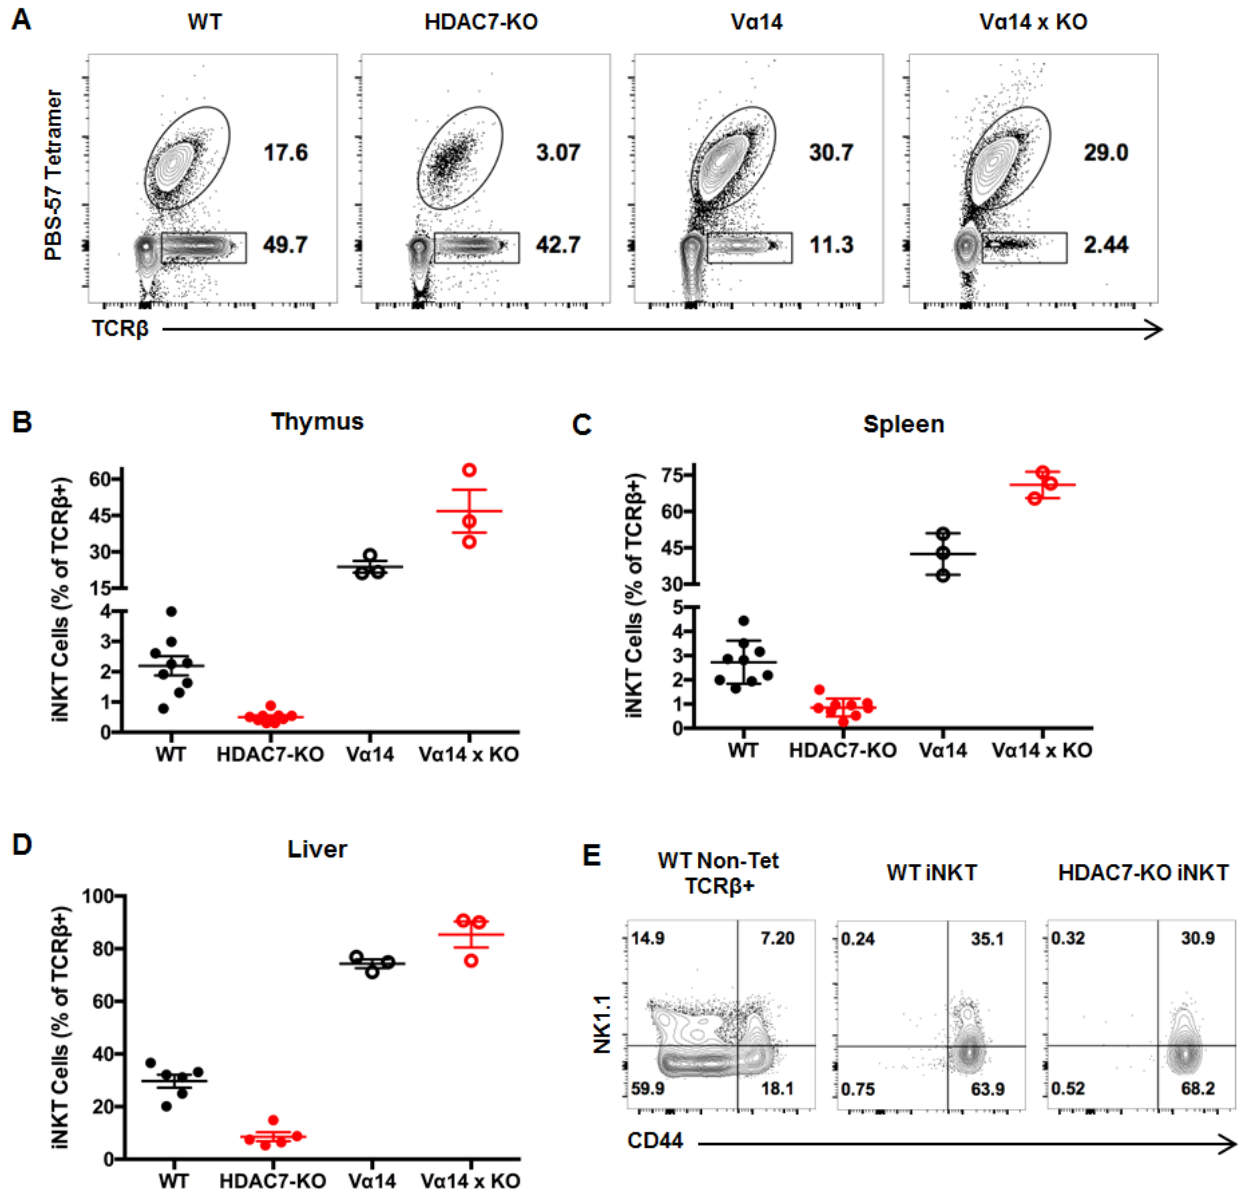 A
WT
HDAC7-KO
Vα14
Vα14 x KO
PBS-57 Tetramer
17.6
3.07
30.7
29.0
49.7
42.7
11.3
2.44
TCRβ
B
Thymus
iNKT Cells (% of TCRβ+)
60
45
30
15
4
3
2
1
0
WT
HDAC7-KO
Vα14
Vα14 x KO
C
Spleen
iNKT Cells (% of TCRβ+)
75
60
45
30
5
4
3
2
1
0
WT
HDAC7-KO
Vα14
Vα14 x KO
D
Liver
iNKT Cells (% of TCRβ+)
100
80
60
40
20
0
WT
HDAC7-KO
Vα14
Vα14 x KO
E
WT Non-Tet
TCRβ+
WT iNKT
HDAC7-KO iNKT
NK1.1
14.9
7.20
0.24
35.1
0.32
30.9
59.9
18.1
0.75
63.9
0.52
68.2
CD44